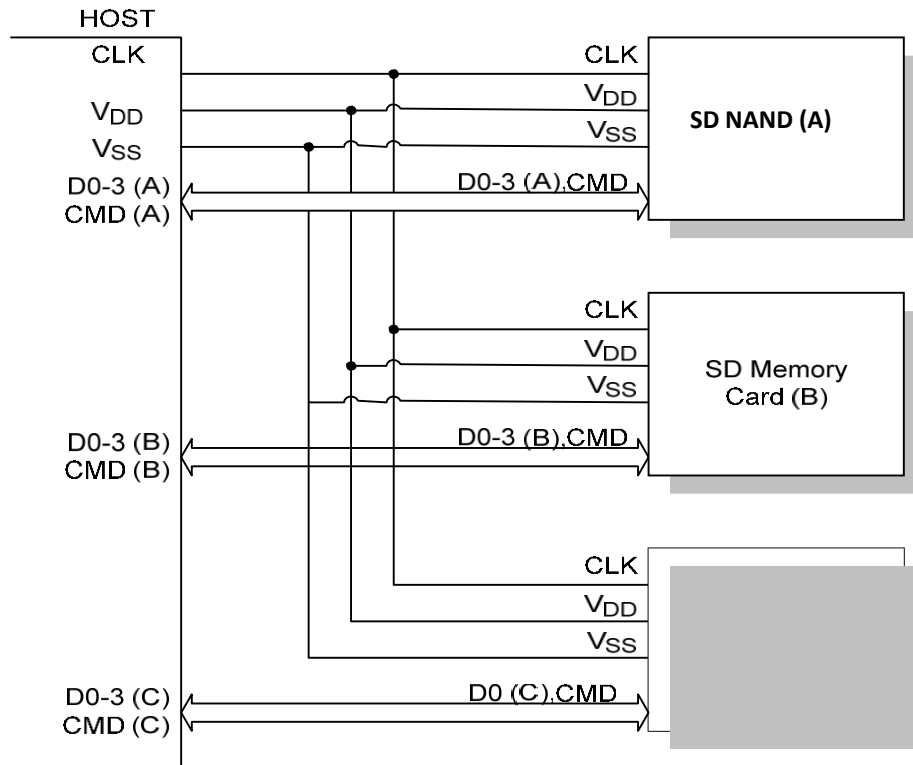 HOST
CLK
VDD
VSS
D0-3 (A)
CMD (A)
CLK
VDD
VSS
D0-3 (A),CMD
SD NAND (A)
CLK
VDD
VSS
D0-3 (B)
CMD (B)
D0-3 (B),CMD
SD Memory
Card (B)
CLK
VDD
VSS
D0-3 (C)
CMD (C)
D0 (C),CMD